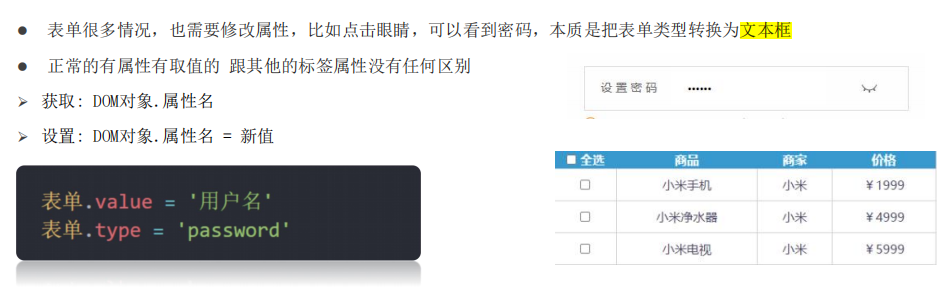 表单很多情况，也需要修改属性，比如点击眼睛，可以看到密码，本质是把表单类型转换为文本框
正常的有属性有取值的 跟其他的标签属性没有任何区别
获取: DOM对象.属性名
设置: DOM对象.属性名 = 新值
表单.value = '用户名'
表单.type = 'password'
设置密码 ••••••
全选 商品 商家 价格
小米手机 小米 ￥1999
小米净水器 小米 ￥4999
小米电视 小米 ￥5999